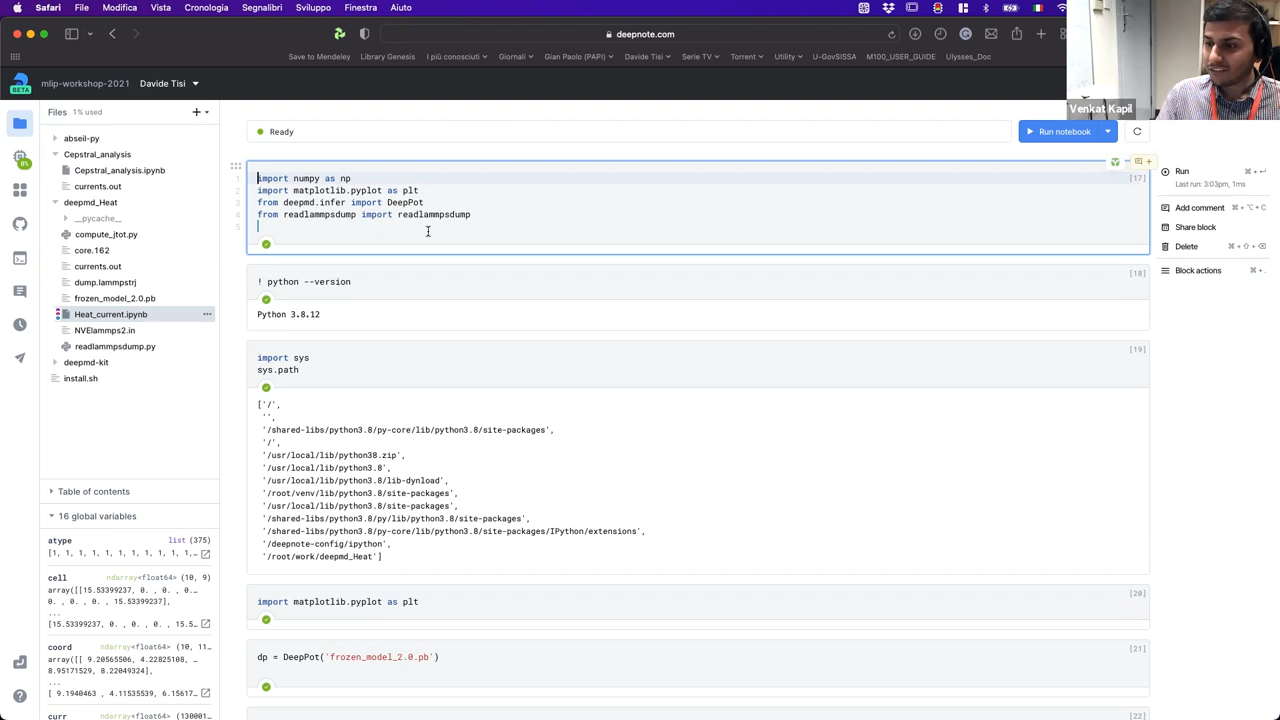 Safari File Modifica Vista Cronologia Segnalibri Sviluppo Finestra Aiuto
deepnote.com
Save to Mendeley Library Genesis I più conosciuti Giornali Gian Paolo (PAPI) Davide Tisi Serie TV Torrent Utility U-GovSISSA M100_USER_GUIDE Ulysses_Doc
Venkat Kapil
BETA
mlip-workshop-2021 Davide Tisi
Files 1% used
abseil-py
Cepstral_analysis
Cepstral_analysis.ipynb
currents.out
deepmd_Heat
__pycache__
compute_jtot.py
core.162
currents.out
dump.lammpstrj
frozen_model_2.0.pb
Heat_current.ipynb
NVElammps2.in
readlammpsdump.py
deepmd-kit
install.sh
Table of contents
16 global variables
atype list (375)
[1, 1, 1, 1, 1, 1, 1, 1, 1, 1,...
cell ndarray<float64> (10, 9)
array([[15.53399237, 0. , 0. , 0...
0. , 0. , 0. , 15.53399237],
...
[15.53399237, 0. , 0. , 0. , 15.5...
coord ndarray<float64> (10, 11...
array([[ 9.20565506, 4.22825108, …
8.95171529, 8.22049324],
...
[ 9.1940463 , 4.11535539, 6.15617...
curr ndarray<float64> (130001...
8%
Ready
Run notebook
1 import numpy as np [17]
2 import matplotlib.pyplot as plt
3 from deepmd.infer import DeepPot
4 from readlammpsdump import readlammpsdump
5
! python --version [18]
Python 3.8.12
import sys [19]
sys.path
['/',
'',
'/shared-libs/python3.8/py-core/lib/python3.8/site-packages',
'/',
'/usr/local/lib/python38.zip',
'/usr/local/lib/python3.8',
'/usr/local/lib/python3.8/lib-dynload',
'/root/venv/lib/python3.8/site-packages',
'/usr/local/lib/python3.8/site-packages',
'/shared-libs/python3.8/py/lib/python3.8/site-packages',
'/shared-libs/python3.8/py-core/lib/python3.8/site-packages/IPython/extensions',
'/deepnote-config/ipython',
'/root/work/deepmd_Heat']
import matplotlib.pyplot as plt [20]
dp = DeepPot('frozen_model_2.0.pb') [21]
[22]
Run
Last run: 3:03pm, 1ms
Add comment
Share block
Delete
Block actions